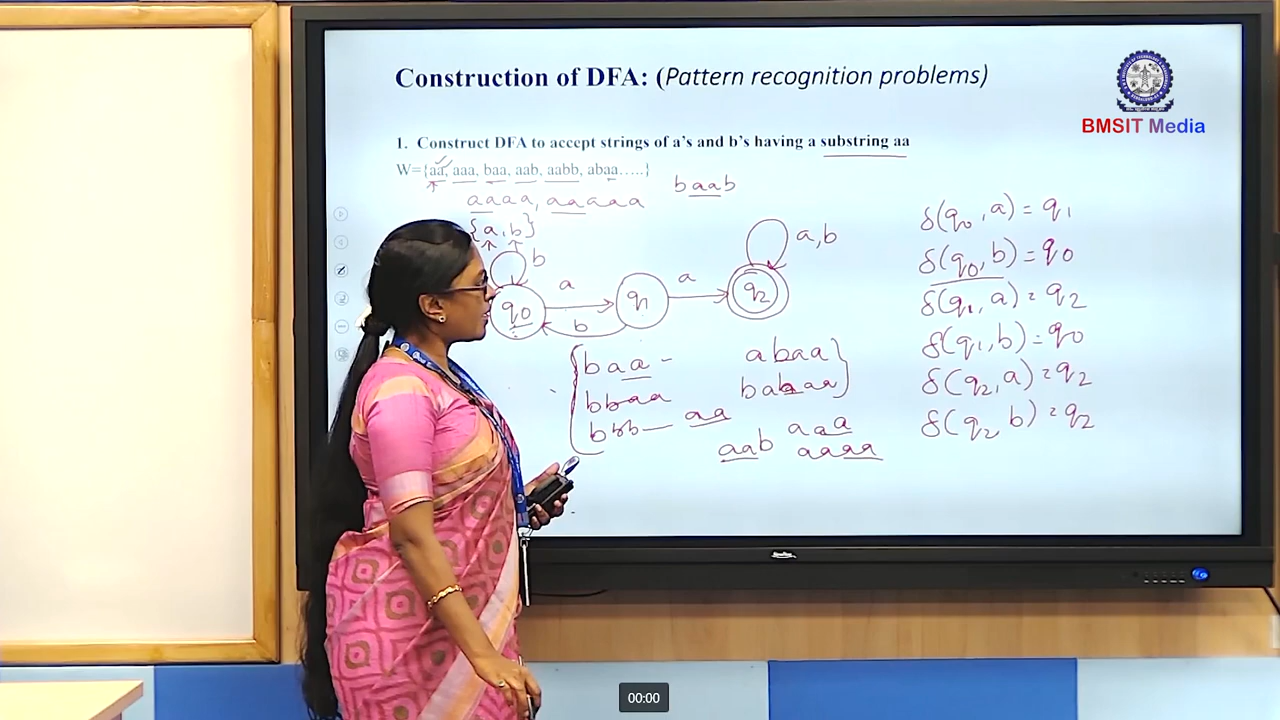 Construction of DFA: (Pattern recognition problems)
BMSIT Media
1. Construct DFA to accept strings of a's and b's having a substring aa
W={aa, aaa, baa, aab, aabb, abaa…..}
baab
aaaa, aaaaa
{a,b}
b
a
a
a,b
q0
q1
q2
b
δ(q0, a) = q1
δ(q0, b) = q0
δ(q1, a) = q2
δ(q1, b) = q0
δ(q2, a) = q2
δ(q2 b) = q2
baa -
abaa
bbaa
babaa
bbb— aa
aab
aaa
aaaa
00:00